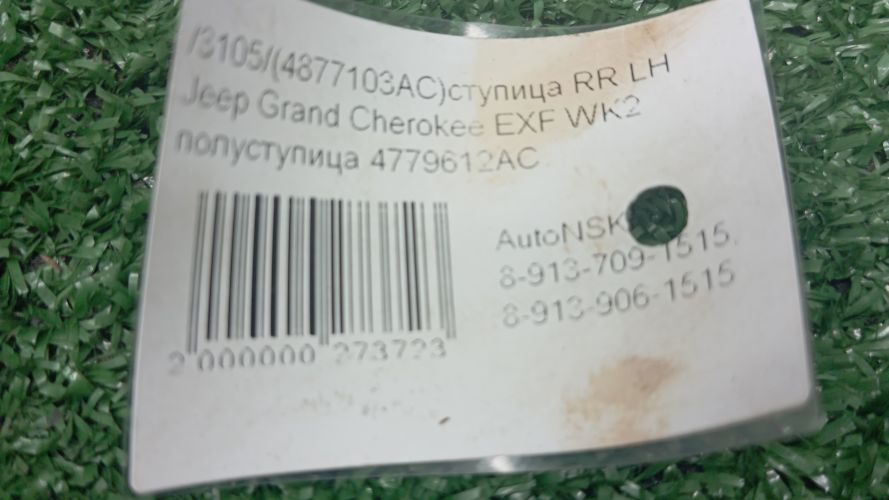 /3105/(4877103AC)ступица RR LH
Jeep Grand Cherokee EXF WK2
полуступица 4779612AC
AutoNSK
8-913-709-1515,
8-913-906-1515
2 000000 273723